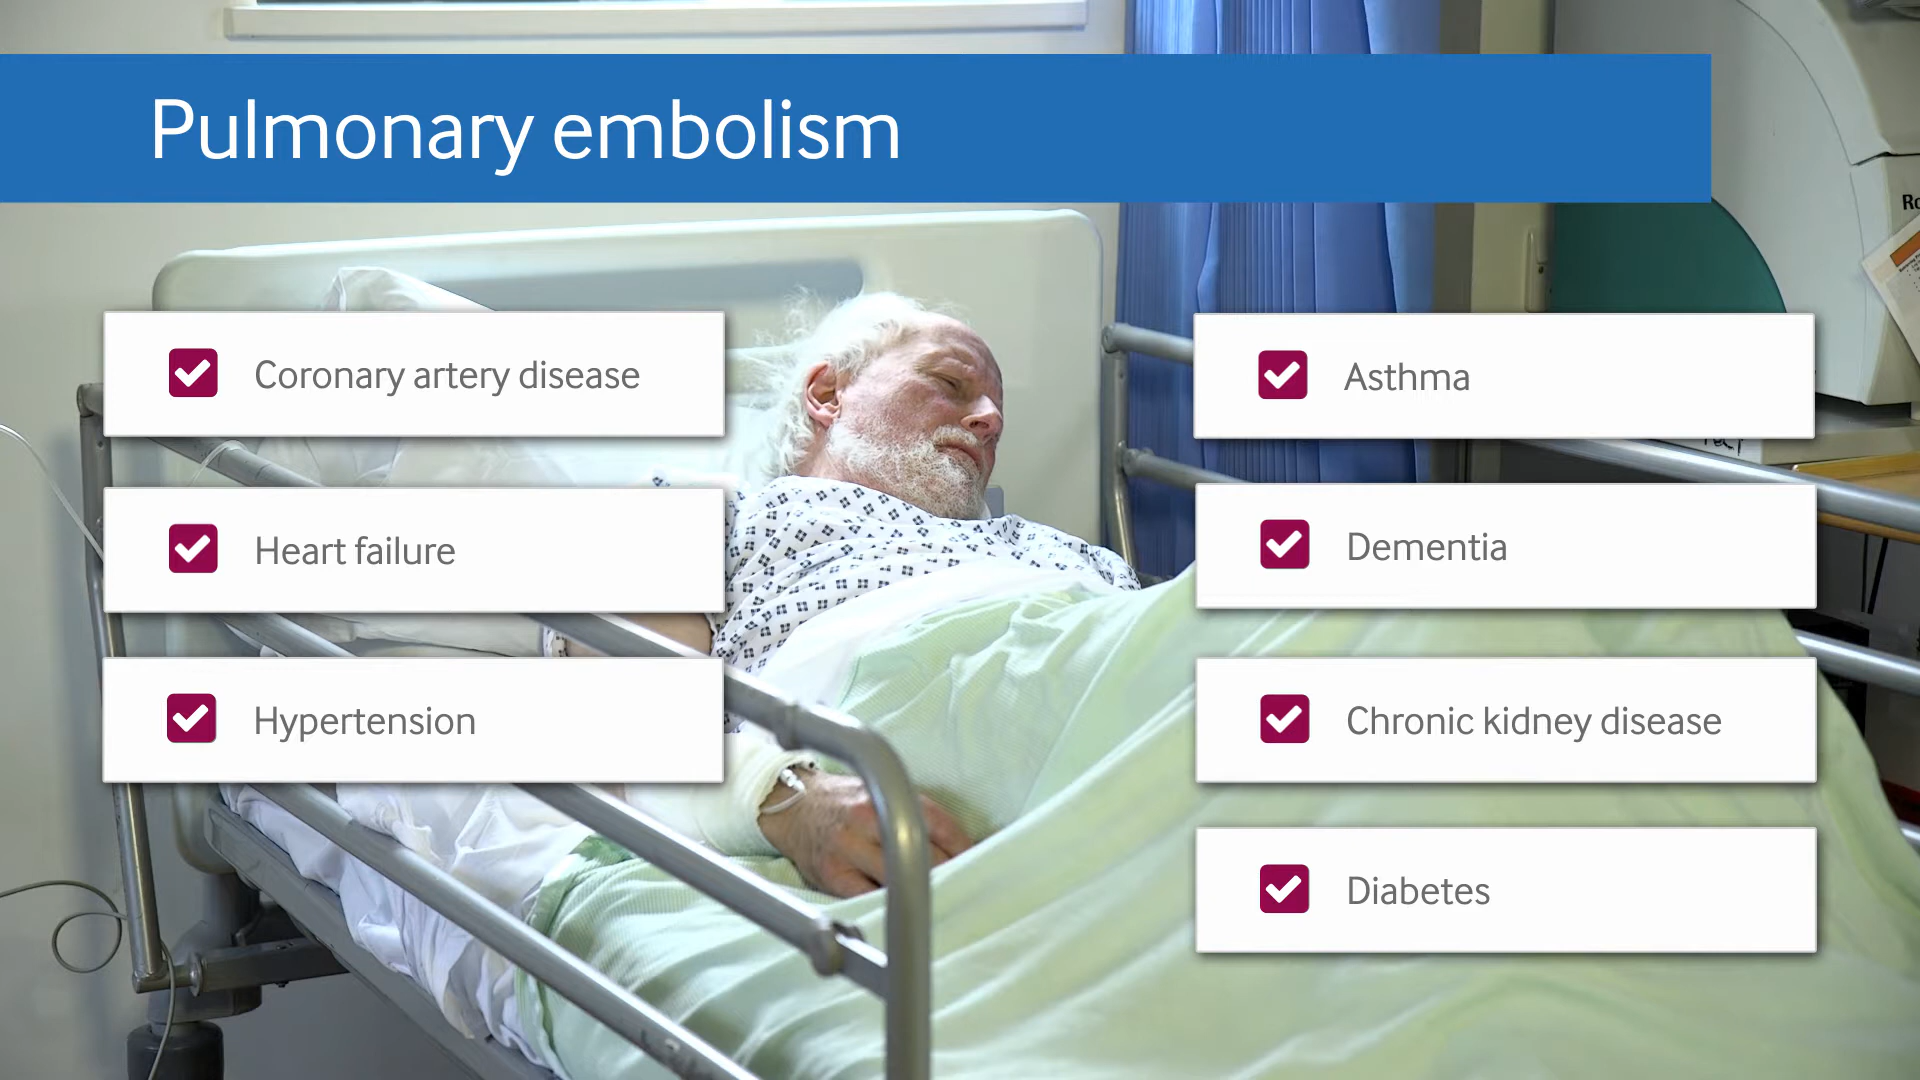 Pulmonary embolism
Coronary artery disease
Heart failure
Hypertension
Asthma
Dementia
Chronic kidney disease
Diabetes